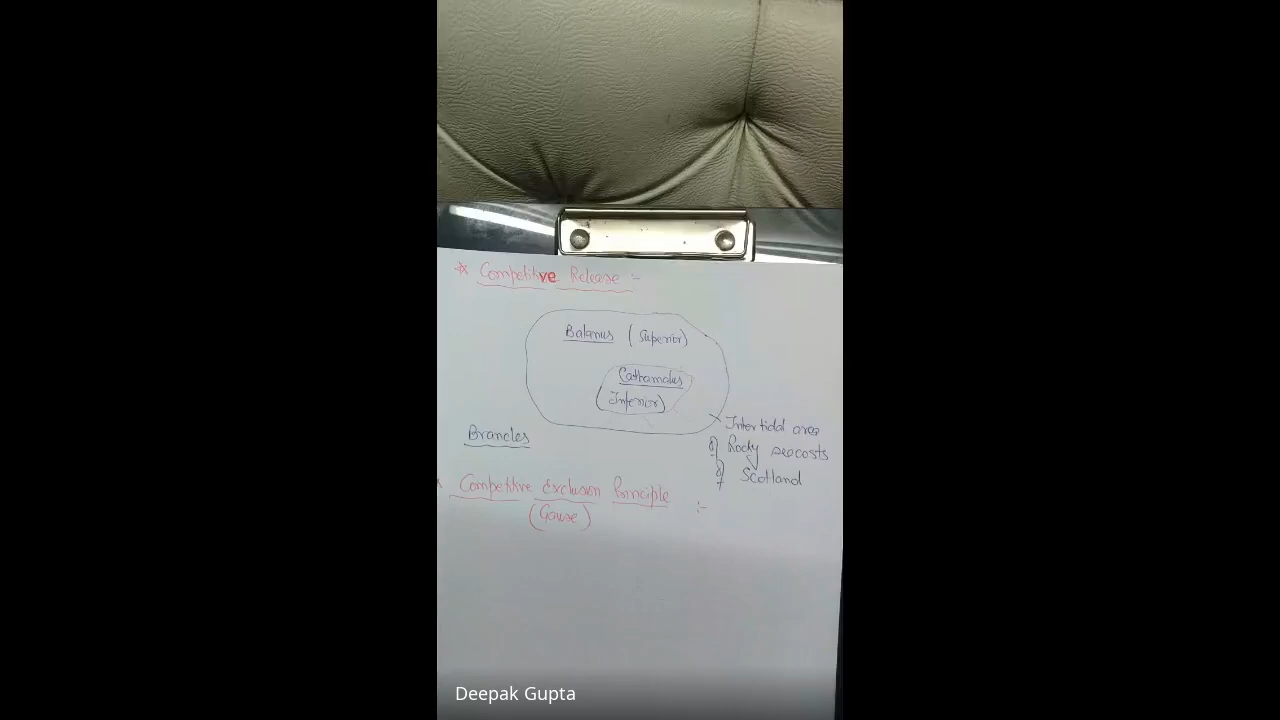 * Competitive Release :-
Balanus (Superior)
Cathamalus
(Inferior)
Intertidal area
of Rocky seacosts
of Scotland
Brancles
* Competitive Exclusion Principle :-
(Gause)
Deepak Gupta